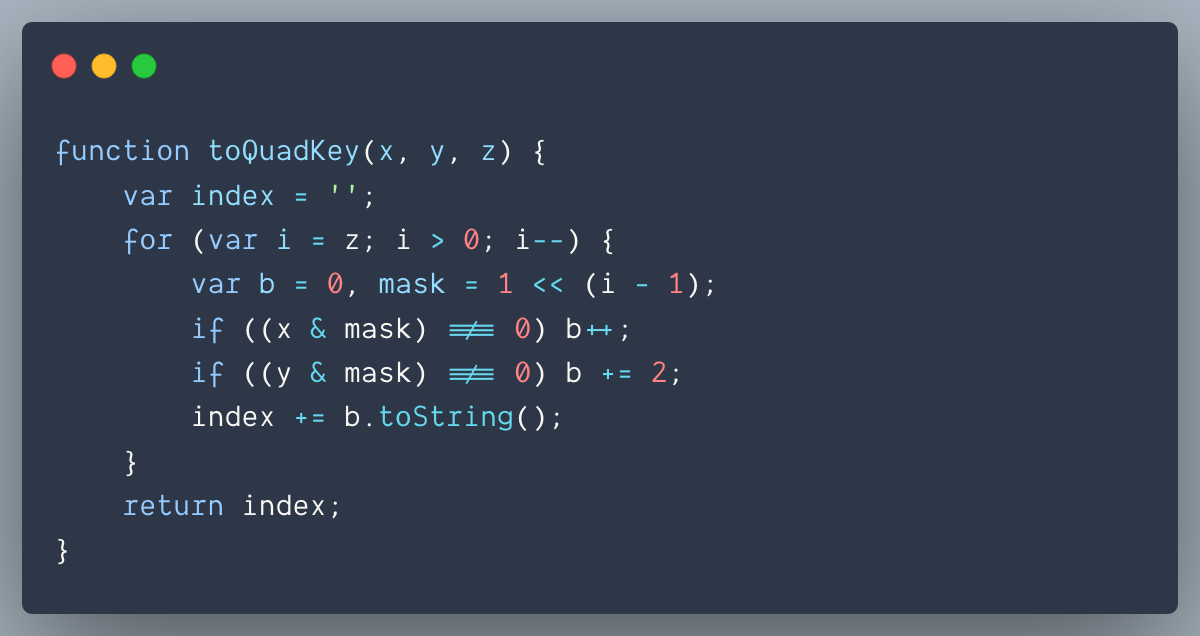 function toQuadKey(x, y, z) {
    var index = '';
    for (var i = z; i > 0; i--) {
        var b = 0, mask = 1 << (i - 1);
        if ((x & mask) !== 0) b++;
        if ((y & mask) !== 0) b += 2;
        index += b.toString();
    }
    return index;
}